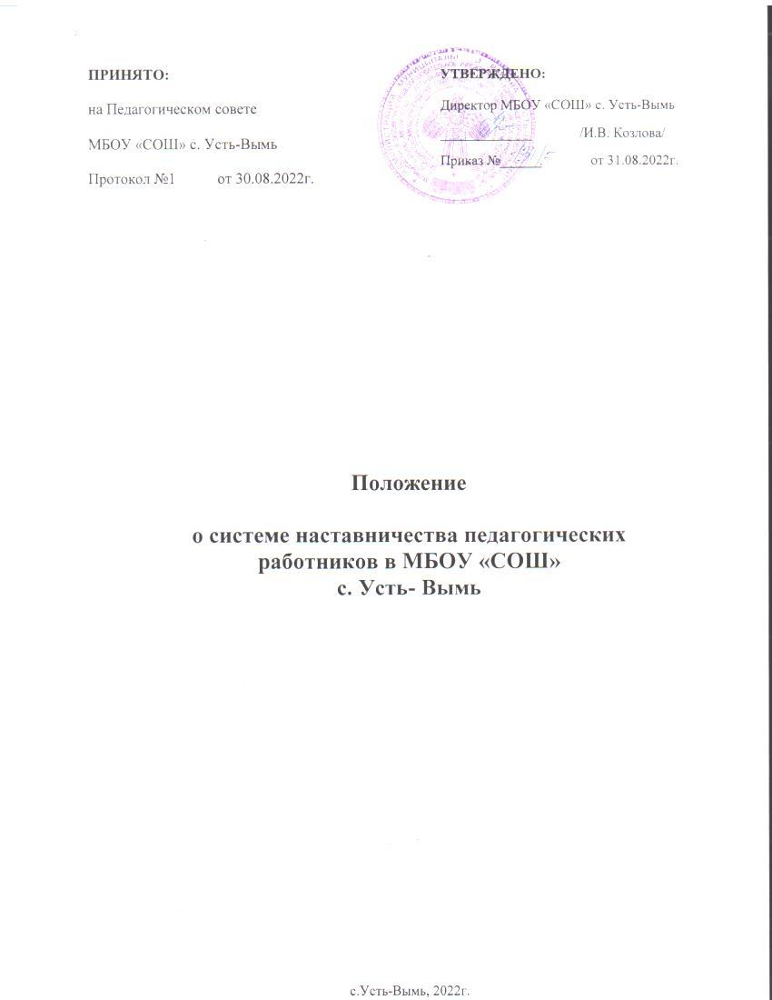 ПРИНЯТО:
на Педагогическом совете
МБОУ «СОШ» с. Усть-Вымь
Протокол №1 от 30.08.2022г.
УТВЕРЖДЕНО:
Директор МБОУ «СОШ» с. Усть-Вымь
/И.В. Козлова/
Приказ № от 31.08.2022г.
Положение
о системе наставничества педагогических
работников в МБОУ «СОШ»
с. Усть- Вымь
с.Усть-Вымь, 2022г.